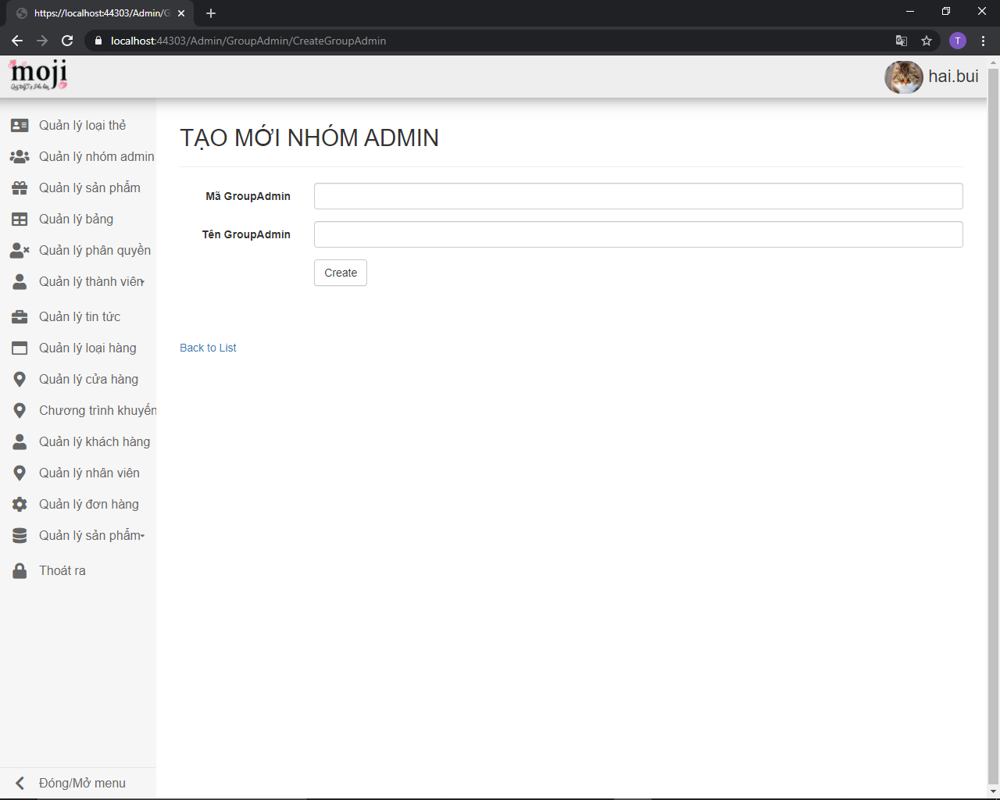 https://localhost:44303/Admin/G
localhost:44303/Admin/GroupAdmin/CreateGroupAdmin
T
moji
hai.bui
Quản lý loại thẻ
Quản lý nhóm admin
Quản lý sản phẩm
Quản lý bảng
Quản lý phân quyền
Quản lý thành viên
Quản lý tin tức
Quản lý loại hàng
Quản lý cửa hàng
Chương trình khuyến
Quản lý khách hàng
Quản lý nhân viên
Quản lý đơn hàng
Quản lý sản phẩm
Thoát ra
Đóng/Mở menu
TẠO MỚI NHÓM ADMIN
Mã GroupAdmin
Tên GroupAdmin
Create
Back to List